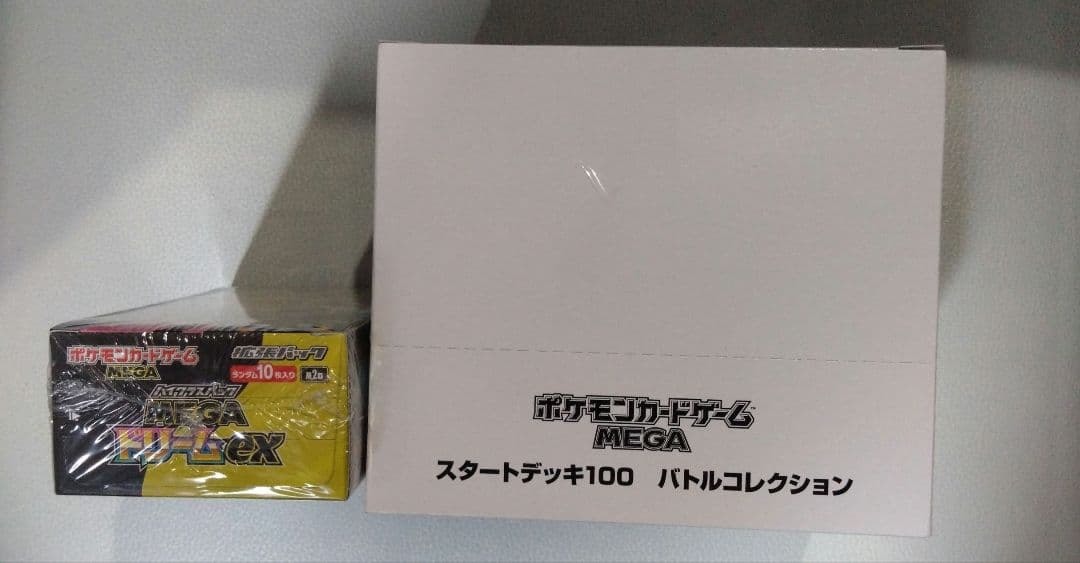 ポケモンカードゲーム
MEGA
拡張パック
ランダム10枚入り
ハイクラスパック
MEGA
ドリームex
ポケモンカードゲーム
MEGA
スタートデッキ100 バトルコレクション